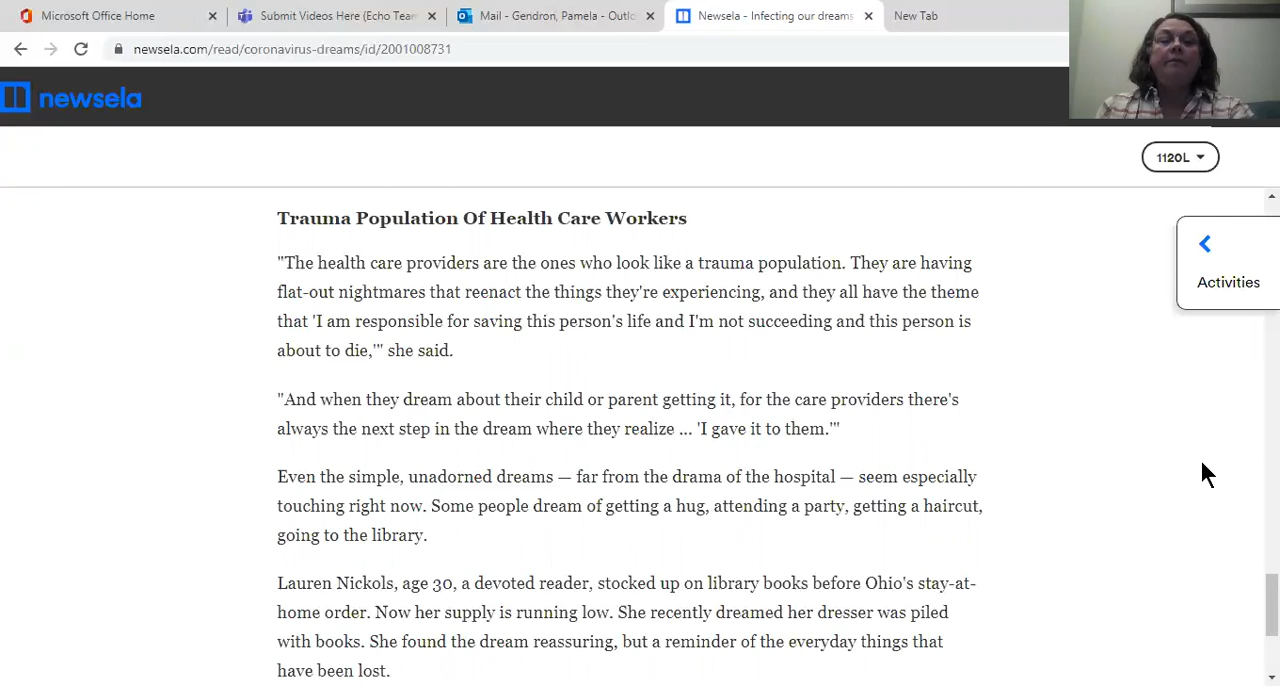 Microsoft Office Home
Submit Videos Here (Echo Team
Mail - Gendron, Pamela - Outlo
Newsela - Infecting our dreams
New Tab
newsela.com/read/coronavirus-dreams/id/2001008731
newsela
1120L
Trauma Population Of Health Care Workers
"The health care providers are the ones who look like a trauma population. They are having
flat-out nightmares that reenact the things they're experiencing, and they all have the theme
that 'I am responsible for saving this person's life and I'm not succeeding and this person is
about to die,'" she said.
"And when they dream about their child or parent getting it, for the care providers there's
always the next step in the dream where they realize ... 'I gave it to them.'"
Even the simple, unadorned dreams — far from the drama of the hospital — seem especially
touching right now. Some people dream of getting a hug, attending a party, getting a haircut,
going to the library.
Lauren Nickols, age 30, a devoted reader, stocked up on library books before Ohio's stay-at-
home order. Now her supply is running low. She recently dreamed her dresser was piled
with books. She found the dream reassuring, but a reminder of the everyday things that
have been lost.
Activities